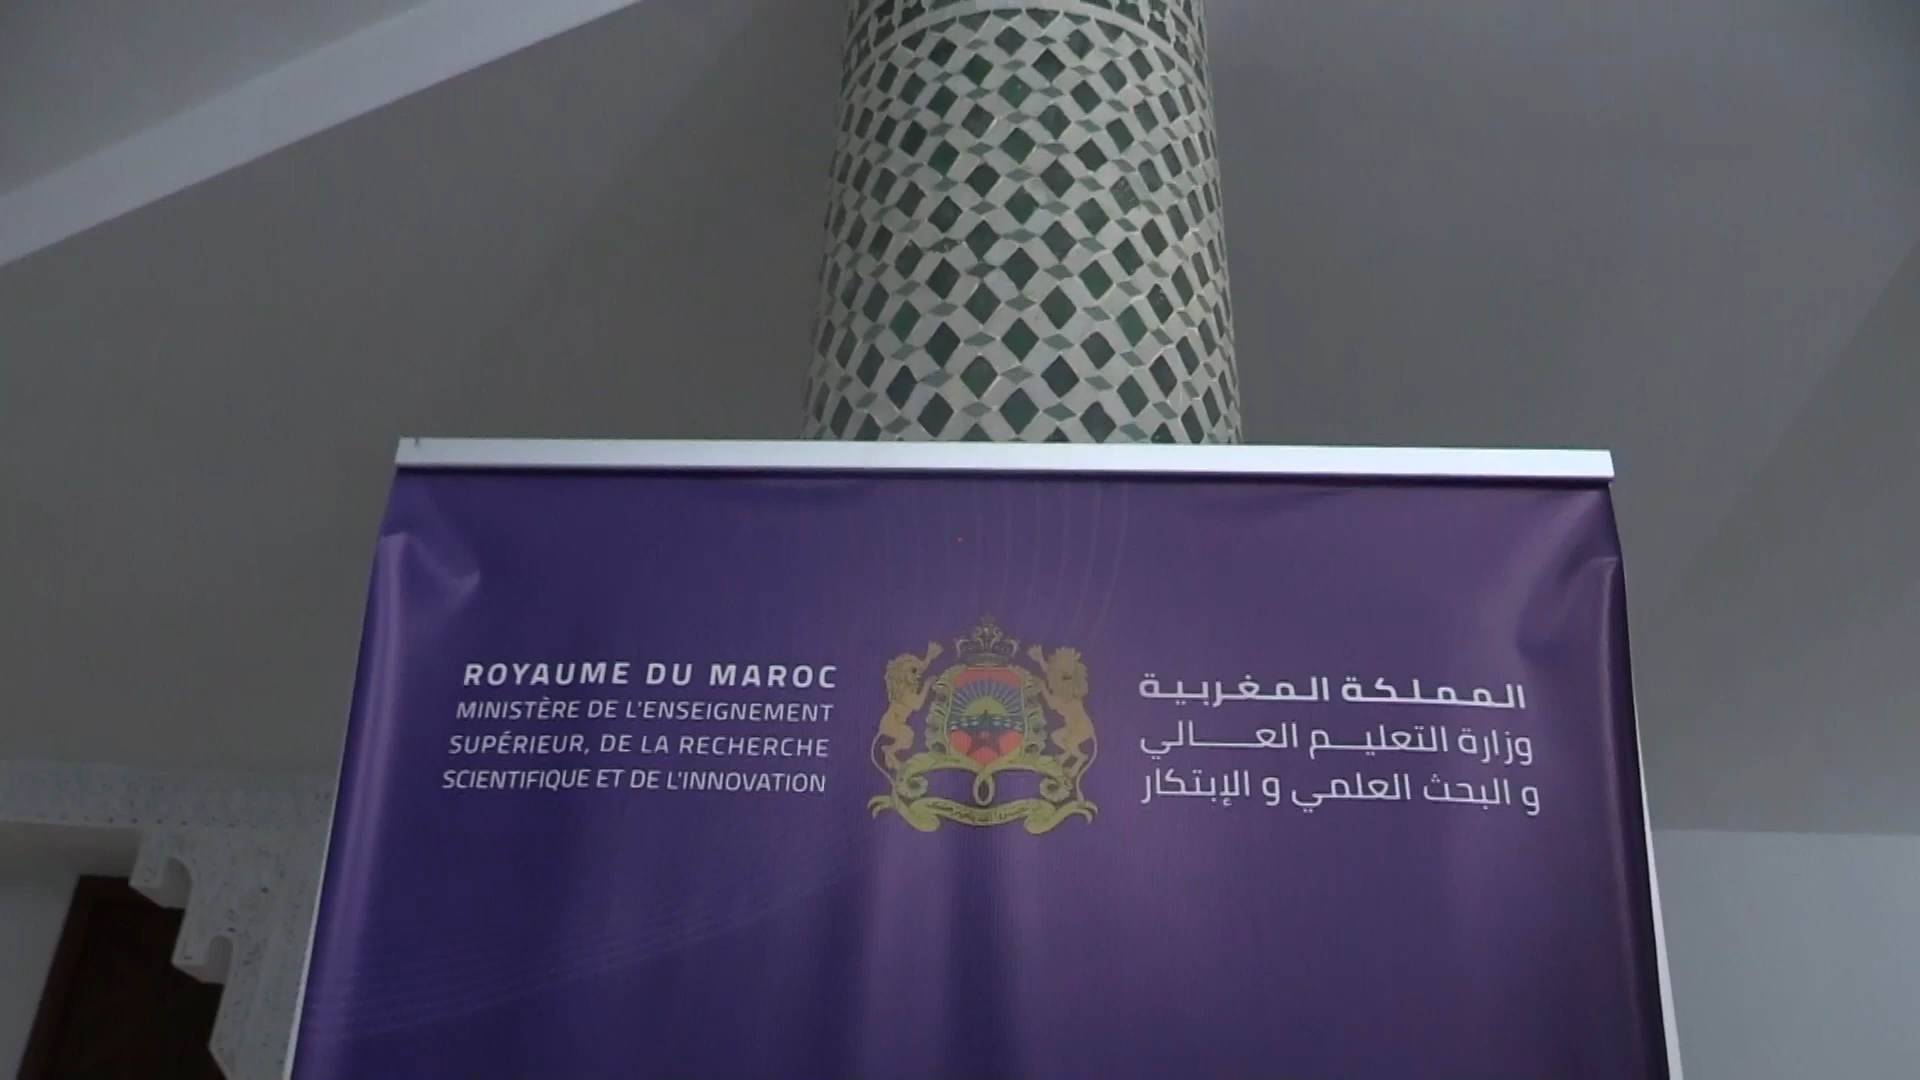 ROYAUME DU MAROC
MINISTÈRE DE L'ENSEIGNEMENT
SUPÉRIEUR, DE LA RECHERCHE
SCIENTIFIQUE ET DE L'INNOVATION
المملكة المغربية
وزارة التعليم العالي
و البحث العلمي و الإبتكار